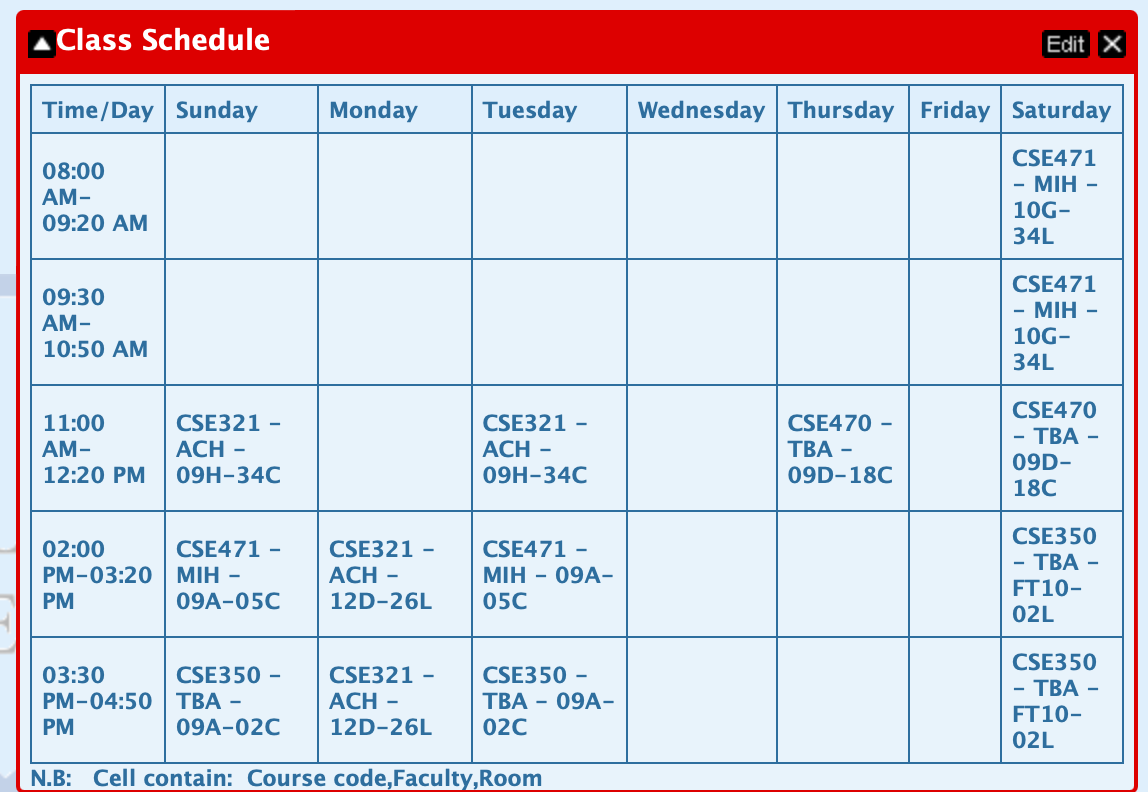 Class Schedule
Edit
Time/Day Sunday Monday Tuesday Wednesday Thursday Friday Saturday
08:00
AM-
09:20 AM
CSE471
- MIH -
10G-
34L
09:30
AM-
10:50 AM
CSE471
- MIH -
10G-
34L
11:00
AM-
12:20 PM
CSE321 -
ACH -
09H-34C
CSE321 -
ACH -
09H-34C
CSE470 -
TBA -
09D-18C
CSE470
- TBA -
09D-
18C
02:00
PM-03:20
PM
CSE471 -
MIH -
09A-05C
CSE321 -
ACH -
12D-26L
CSE471 -
MIH - 09A-
05C
CSE350
- TBA -
FT10-
02L
03:30
PM-04:50
PM
CSE350 -
TBA -
09A-02C
CSE321 -
ACH -
12D-26L
CSE350 -
TBA - 09A-
02C
CSE350
- TBA -
FT10-
02L
N.B: Cell contain: Course code,Faculty,Room